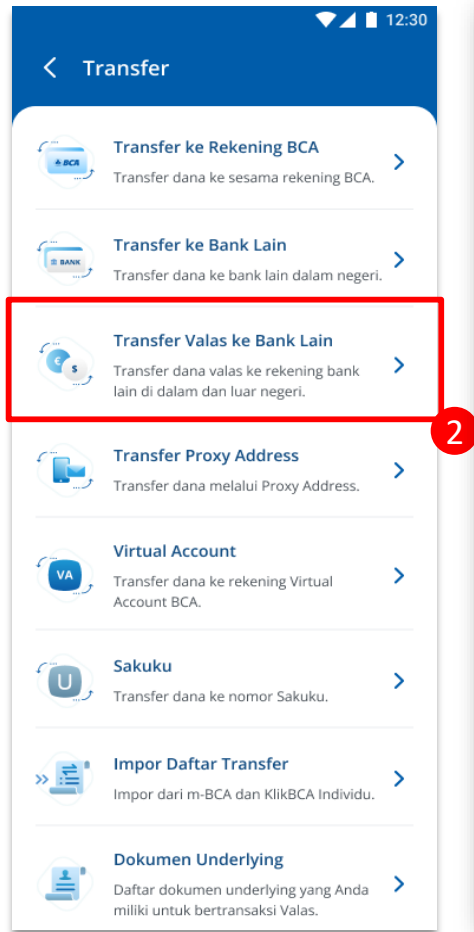 12:30
Transfer
Transfer ke Rekening BCA
BCA
Transfer dana ke sesama rekening BCA.
Transfer ke Bank Lain
BANK
Transfer dana ke bank lain dalam negeri.
Transfer Valas ke Bank Lain
€ $
Transfer dana valas ke rekening bank
lain di dalam dan luar negeri.
2
Transfer Proxy Address
Transfer dana melalui Proxy Address.
Virtual Account
VA
Transfer dana ke rekening Virtual
Account BCA.
Sakuku
U
Transfer dana ke nomor Sakuku.
Impor Daftar Transfer
Impor dari m-BCA dan KlikBCA Individu.
Dokumen Underlying
Daftar dokumen underlying yang Anda
miliki untuk bertransaksi Valas.